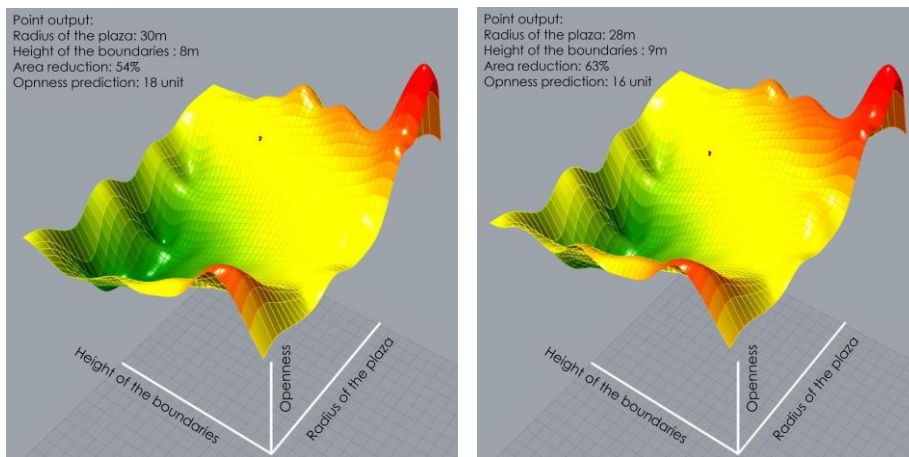 Point output:
Radius of the plaza: 30m
Height of the boundaries : 8m
Area reduction: 54%
Opnness prediction: 18 unit
Height of the boundaries
Openness
Radius of the plaza
Point output:
Radius of the plaza: 28m
Height of the boundaries : 9m
Area reduction: 63%
Opnness prediction: 16 unit
Height of the boundaries
Openness
Radius of the plaza